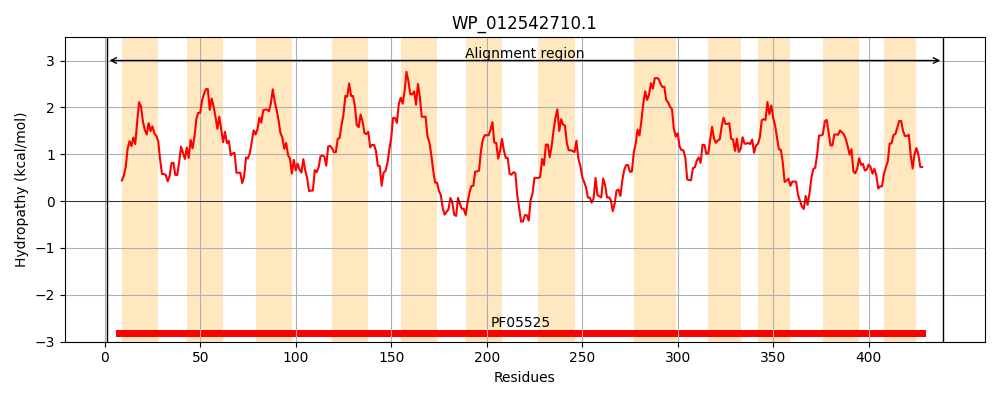 WP_012542710.1
Alignment region
3
2
1
0
−1
−2
−3
Hydropathy (kcal/mol)
PF05525
0 50 100 150 200 250 300 350 400
Residues